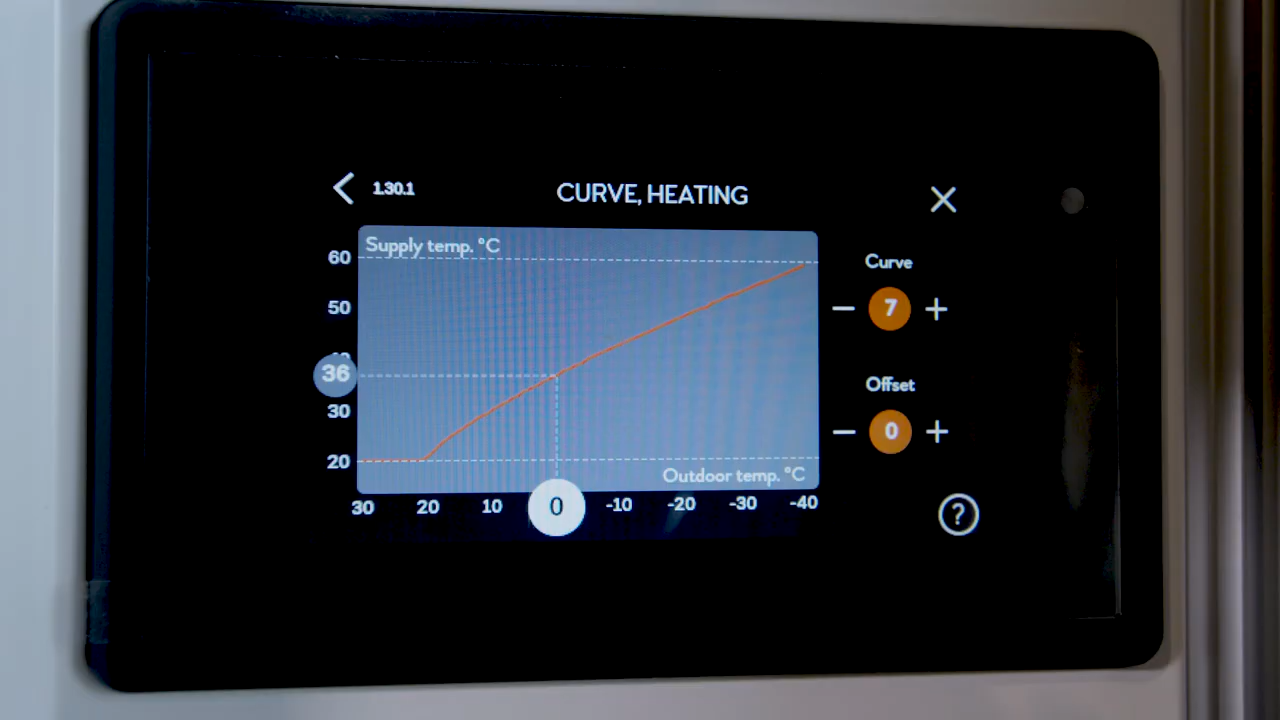 1.30.1
CURVE, HEATING
Supply temp. °C
60
50
36
30
20
Outdoor temp. °C
30 20 10 0 -10 -20 -30 -40
Curve
− 7 +
Offset
− 0 +
?